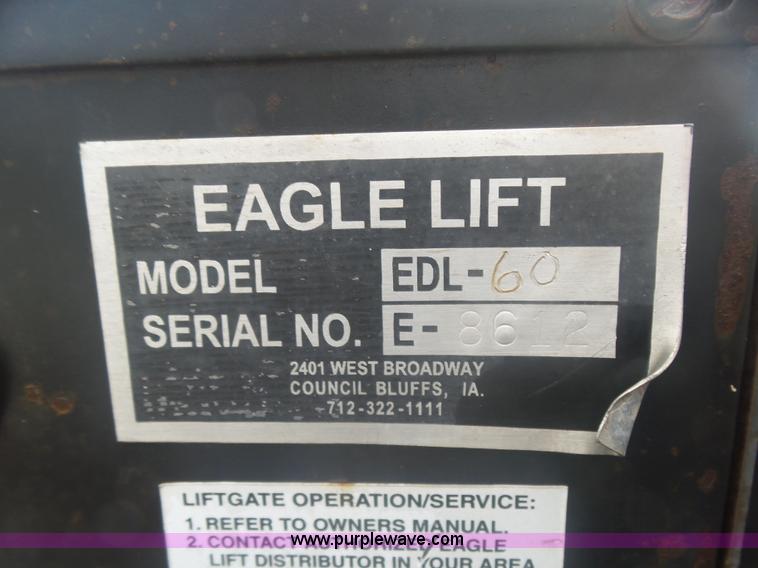 EAGLE LIFT
MODEL EDL-60
SERIAL NO. E-8612
2401 WEST BROADWAY
COUNCIL BLUFFS, IA.
712-322-1111
LIFTGATE OPERATION/SERVICE:
1. REFER TO OWNERS MANUAL.
2. CONTACT AUTHORIZED EAGLE
www.purplewave.com
LIFT DISTRIBUTOR IN YOUR AREA